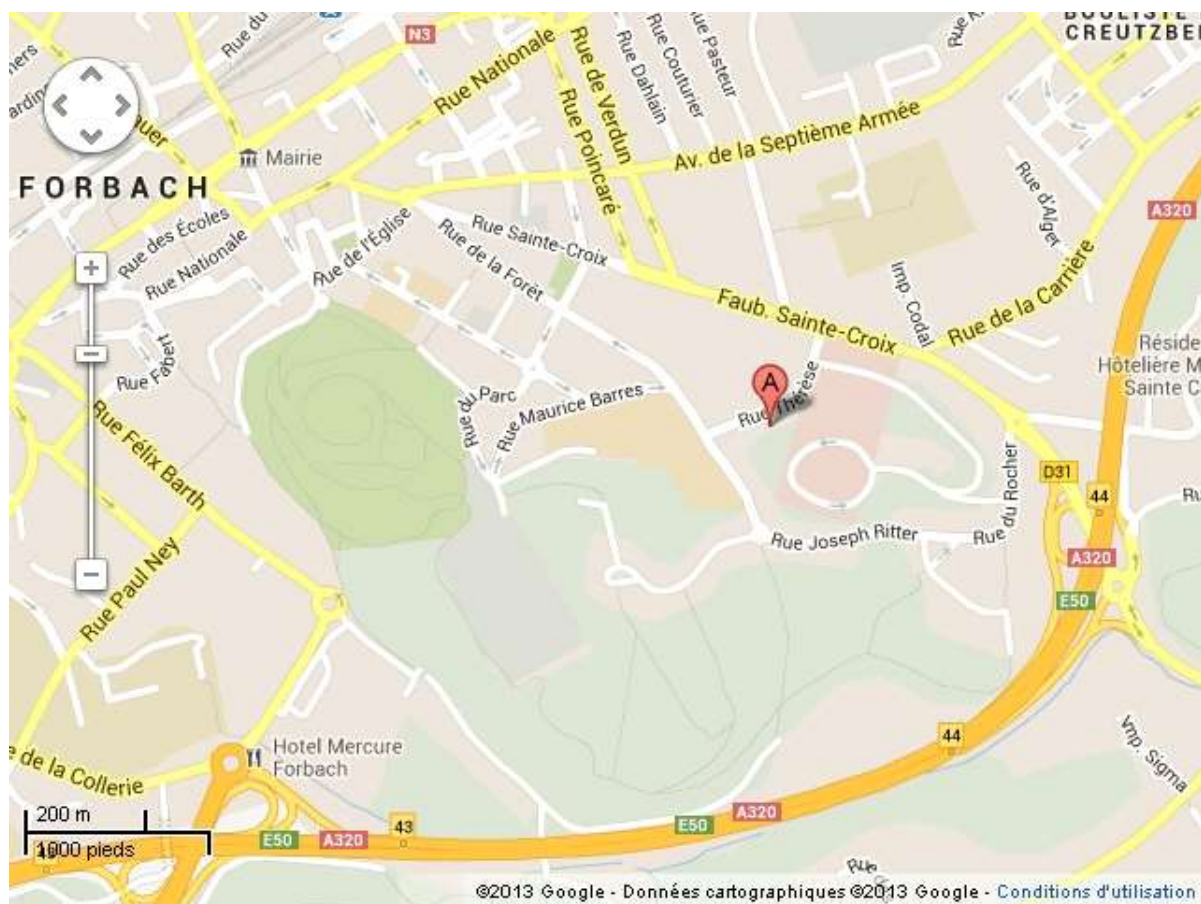 N3
Rue Nationale
Rue de Verdun
Rue Poincaré
Rue Dahlain
Rue Couturier
Rue Pasteur
CREUTZBE
Mairie
FORBACH
Av. de la Septième Armée
Rue d'Alger
A320
Rue des Écoles
Rue Nationale
Rue de l'Église
Rue Sainte-Croix
Rue de la Forêt
Faub. Sainte-Croix
Imp. Codal
Rue de la Carrière
Rue Fabert
Réside
Hôtelière M
Sainte C
A
Rue Thérèse
Rue du Parc
Rue Maurice Barres
Rue Félix Barth
D31
44
Rue du Rocher
Rue Joseph Ritter
A320
E50
Rue Paul Ney
Hotel Mercure
Forbach
e de la Collerie
44
Imp. Sigma
200 m
1000 pieds
E50
A320
43
E50
A320
©2013 Google - Données cartographiques ©2013 Google - Conditions d'utilisation